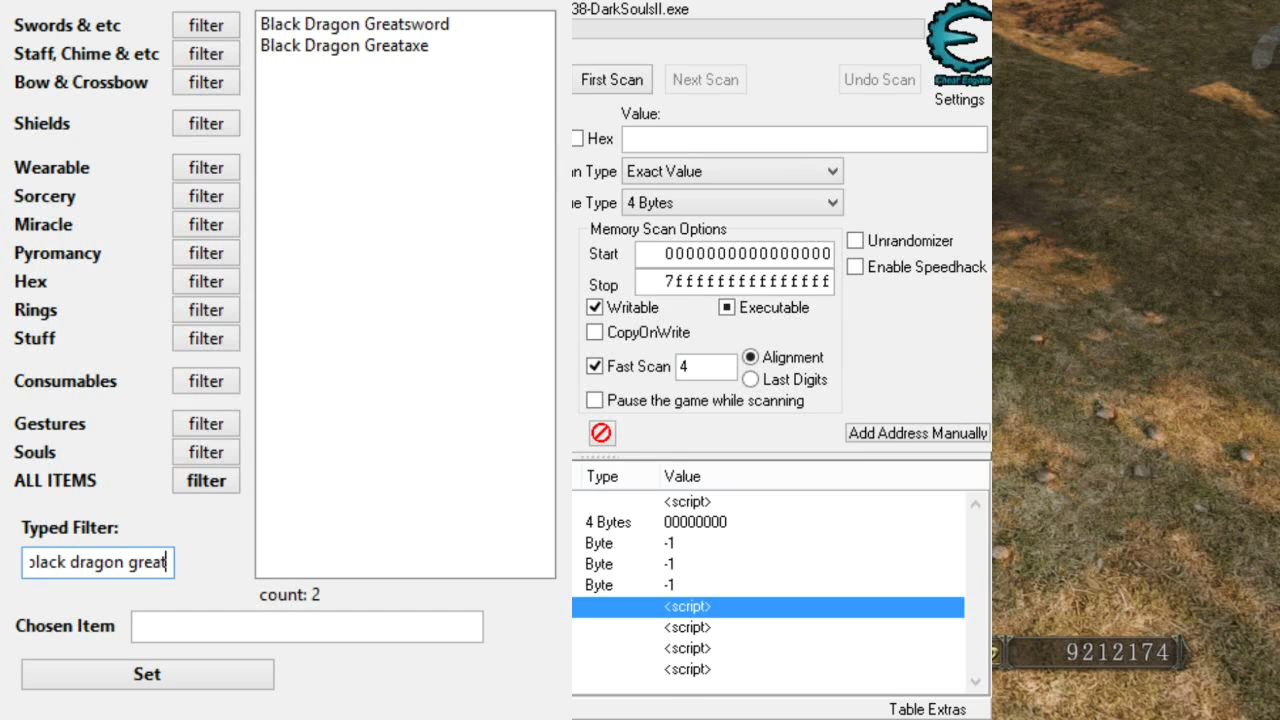 Swords & etc filter
Staff, Chime & etc filter
Bow & Crossbow filter
Shields filter
Wearable filter
Sorcery filter
Miracle filter
Pyromancy filter
Hex filter
Rings filter
Stuff filter
Consumables filter
Gestures filter
Souls filter
ALL ITEMS filter
Typed Filter:
black dragon great
Black Dragon Greatsword
Black Dragon Greataxe
count: 2
Chosen Item
Set
38-DarkSoulsII.exe
First Scan Next Scan Undo Scan
Cheat Engine
Settings
Value:
Hex
n Type Exact Value
ue Type 4 Bytes
Memory Scan Options
Start 0000000000000000
Stop 7fffffffffffffff
Writable Executable
CopyOnWrite
Fast Scan 4 Alignment
Last Digits
Pause the game while scanning
Unrandomizer
Enable Speedhack
Add Address Manually
Type Value
<script>
4 Bytes 00000000
Byte -1
Byte -1
Byte -1
<script>
<script>
<script>
<script>
Table Extras
9212174